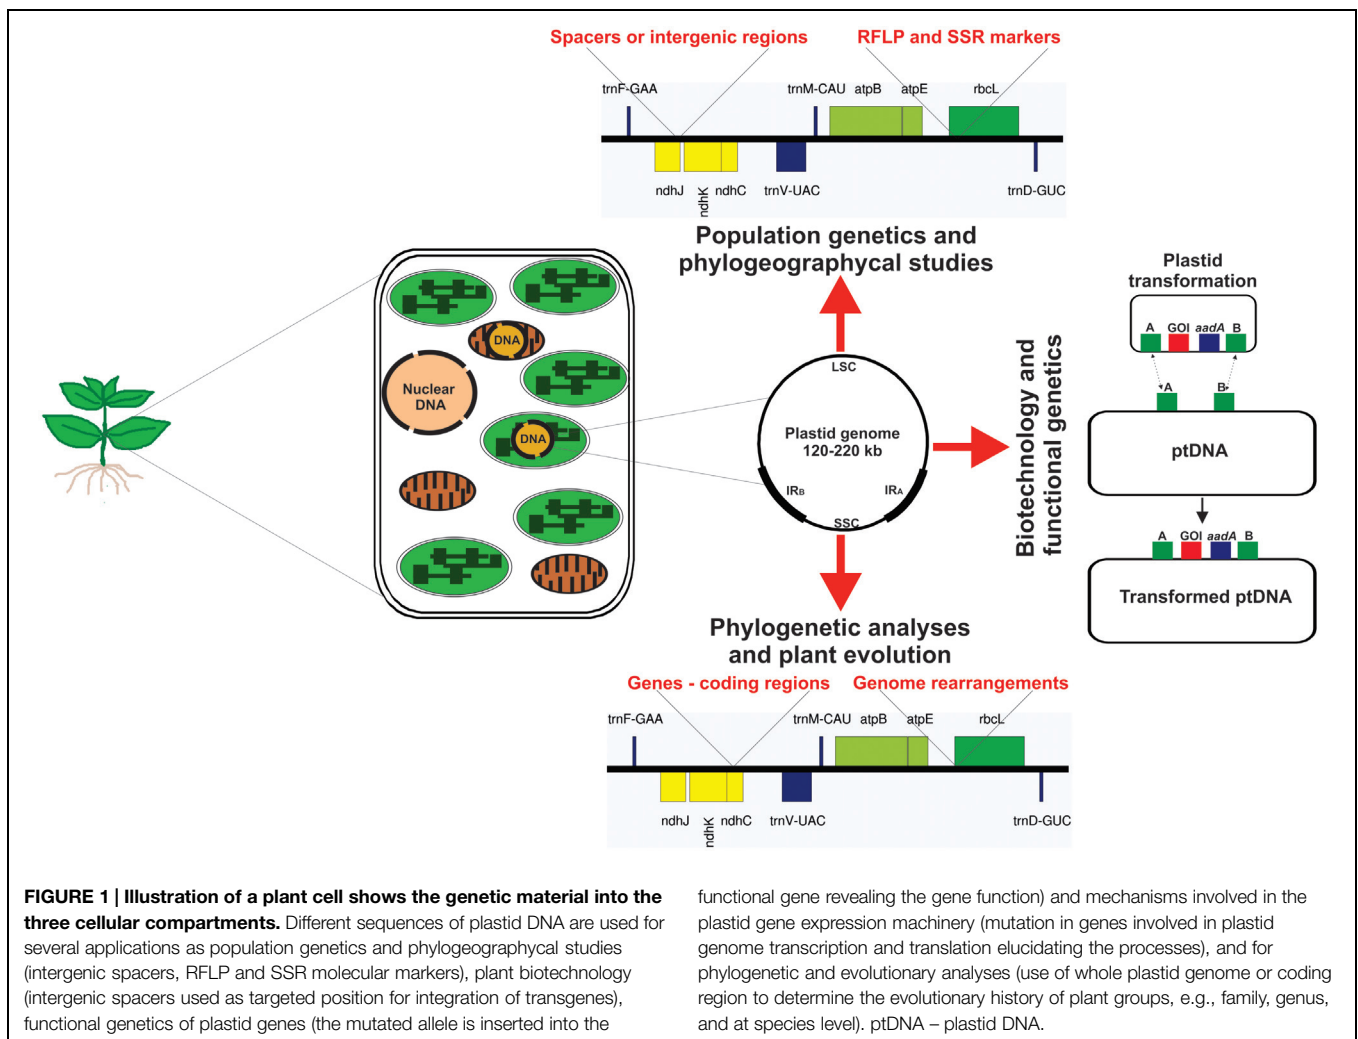 Spacers or intergenic regions
RFLP and SSR markers
trnF-GAA
trnM-CAU
atpB
atpE
rbcL
ndhJ
ndhK
ndhC
trnV-UAC
trnD-GUC
Population genetics and
phylogeographycal studies
DNA
Nuclear
DNA
DNA
LSC
Plastid genome
120-220 kb
IRB
IRA
SSC
Biotechnology and
functional genetics
Plastid
transformation
A GOI aadA B
A
B
ptDNA
A GOI aadA B
Transformed ptDNA
Phylogenetic analyses
and plant evolution
Genes - coding regions
Genome rearrangements
trnF-GAA
trnM-CAU
atpB
atpE
rbcL
ndhJ
ndhK
ndhC
trnV-UAC
trnD-GUC
FIGURE 1 | Illustration of a plant cell shows the genetic material into the
three cellular compartments. Different sequences of plastid DNA are used for
several applications as population genetics and phylogeographycal studies
(intergenic spacers, RFLP and SSR molecular markers), plant biotechnology
(intergenic spacers used as targeted position for integration of transgenes),
functional genetics of plastid genes (the mutated allele is inserted into the
functional gene revealing the gene function) and mechanisms involved in the
plastid gene expression machinery (mutation in genes involved in plastid
genome transcription and translation elucidating the processes), and for
phylogenetic and evolutionary analyses (use of whole plastid genome or coding
region to determine the evolutionary history of plant groups, e.g., family, genus,
and at species level). ptDNA – plastid DNA.